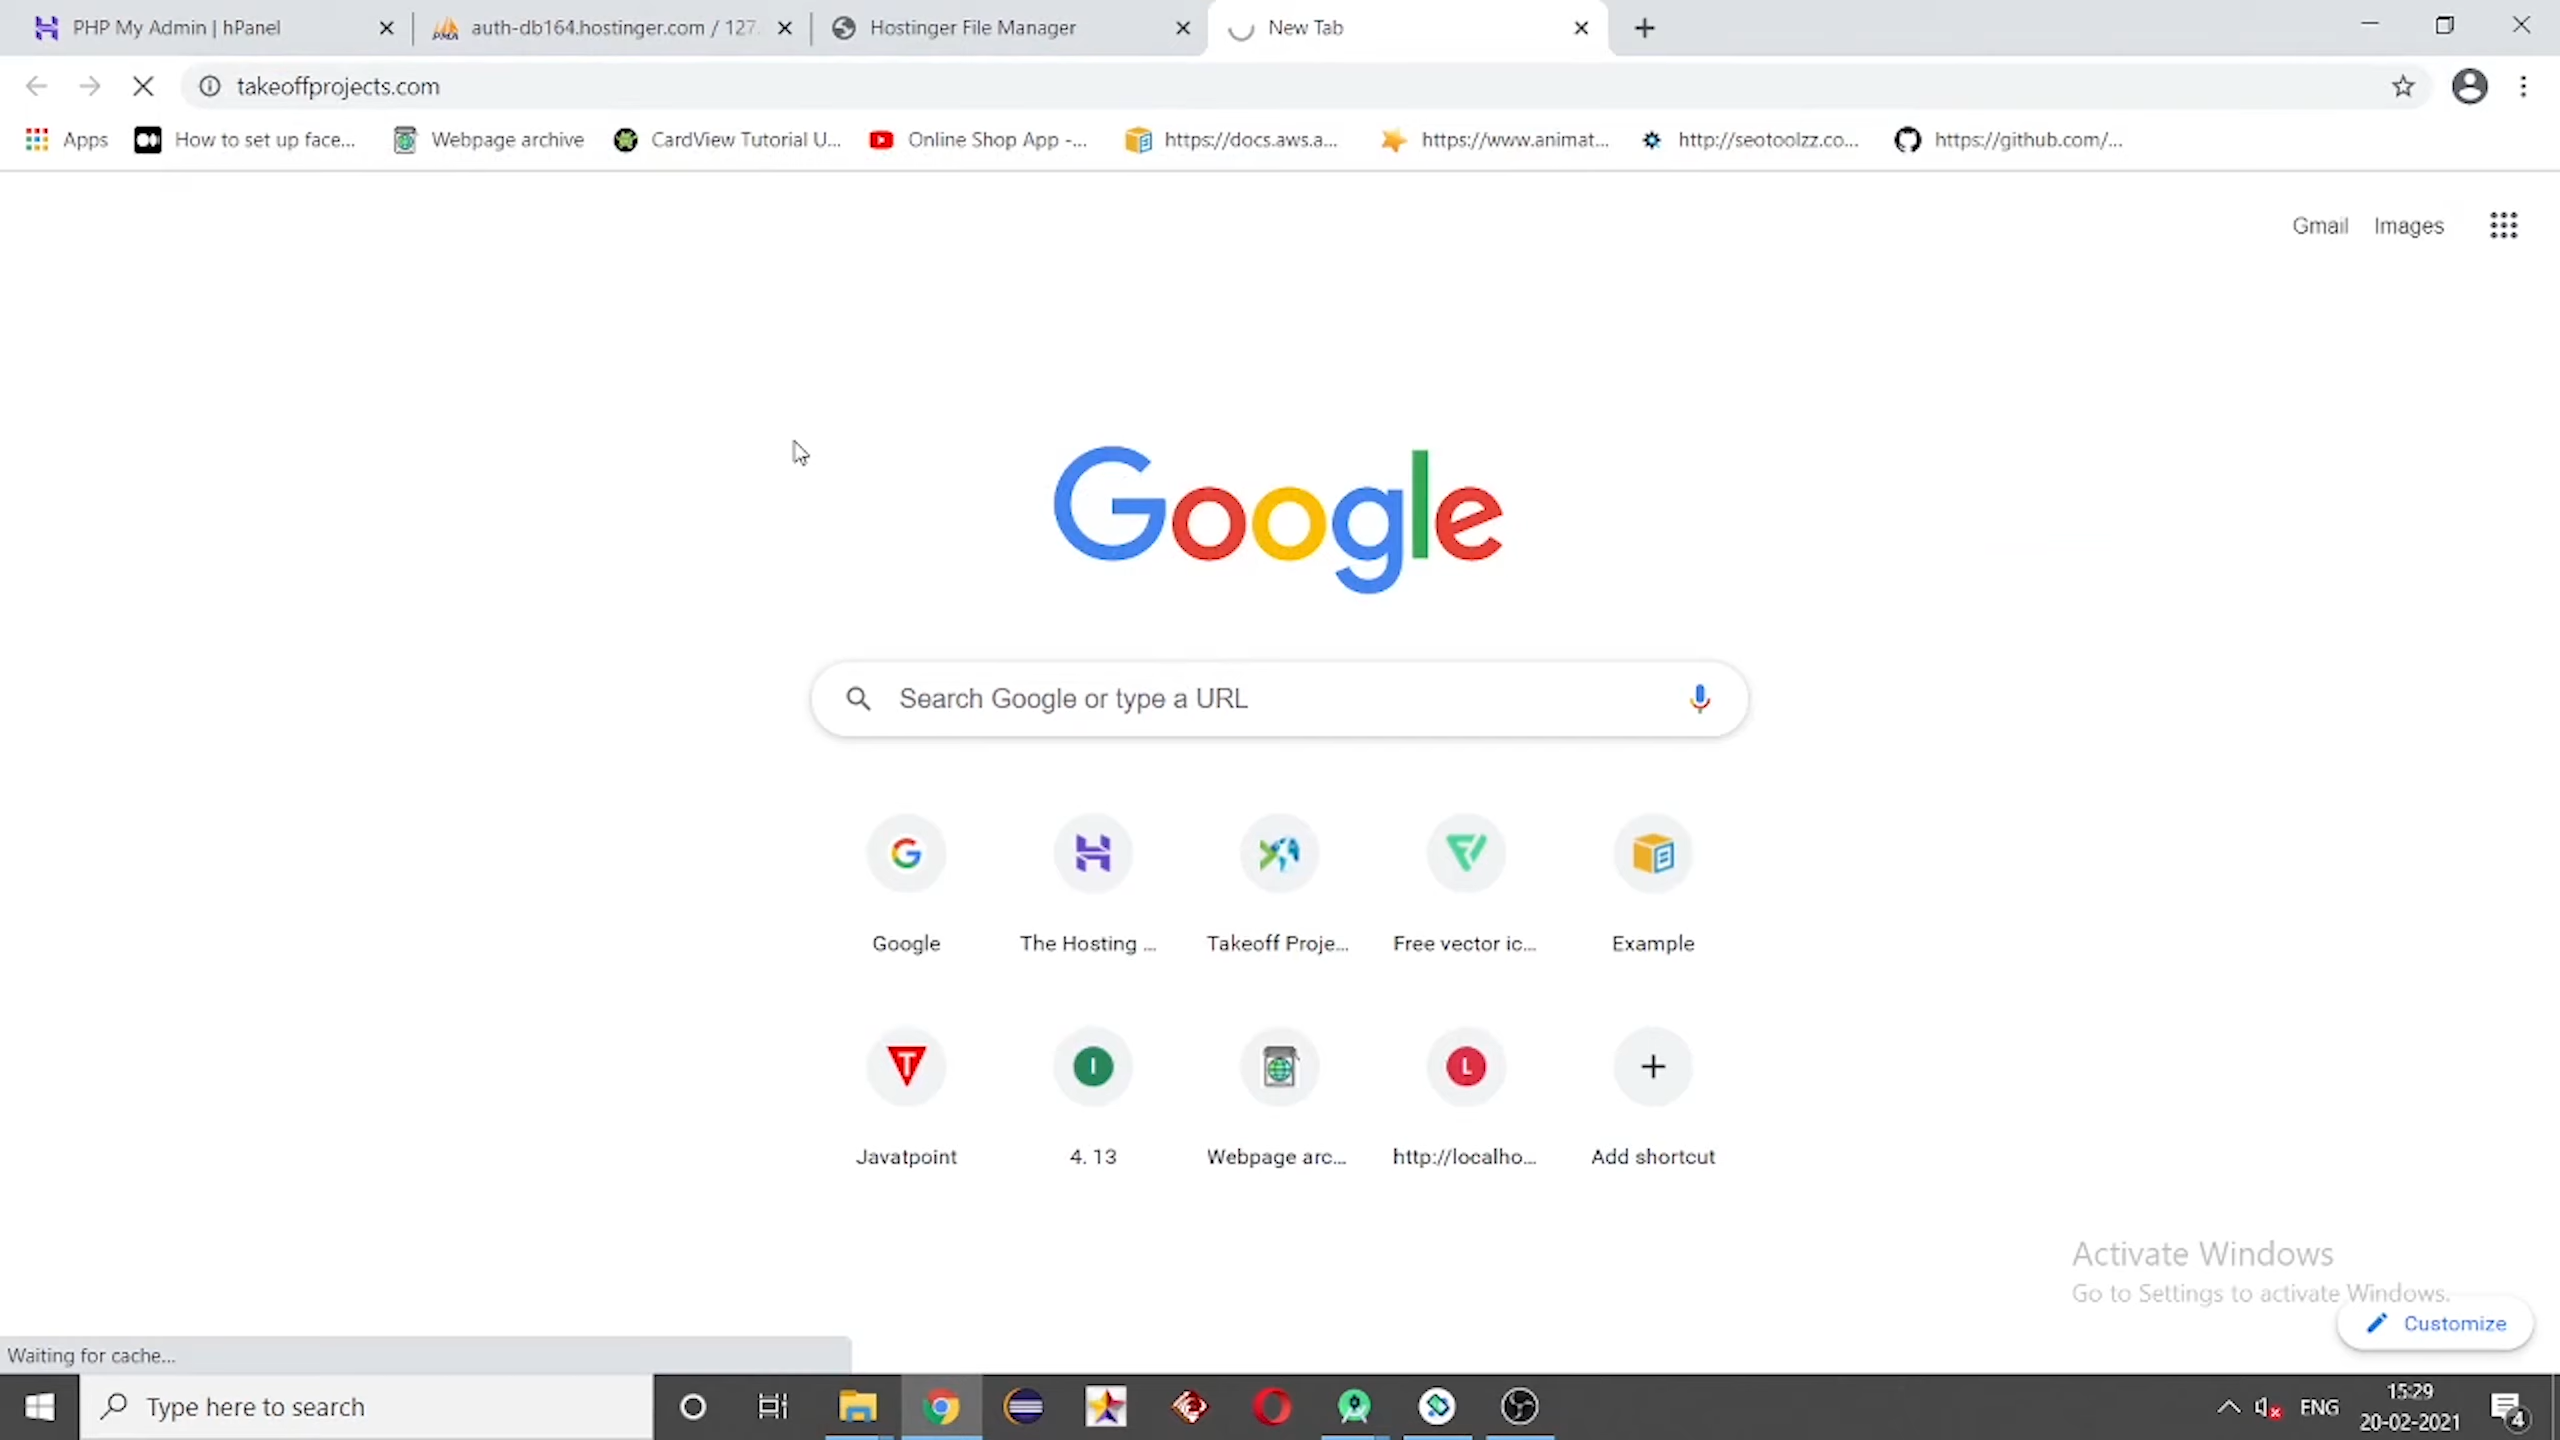 PHP My Admin | hPanel
auth-db164.hostinger.com / 127.
Hostinger File Manager
New Tab
takeoffprojects.com
Apps
How to set up face...
Webpage archive
CardView Tutorial U...
Online Shop App -...
https://docs.aws.a...
https://www.animat...
http://seotoolzz.co...
https://github.com/...
Gmail
Images
Google
Search Google or type a URL
Google
The Hosting ...
Takeoff Proje...
Free vector ic...
Example
Javatpoint
4. 13
Webpage arc...
http://localho...
Add shortcut
Activate Windows
Go to Settings to activate Windows.
Customize
Waiting for cache...
Type here to search
ENG
15:29
20-02-2021
4